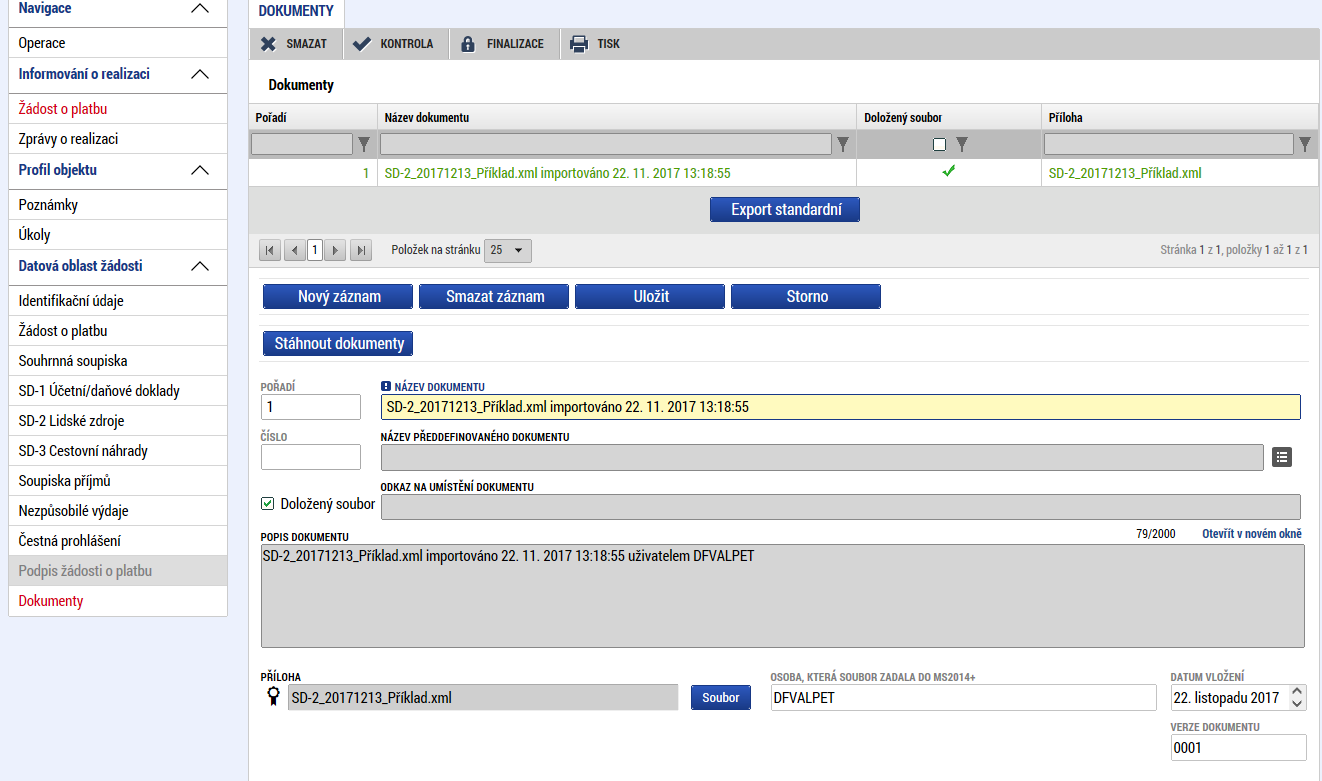 Navigace
Operace
Informování o realizaci
Žádost o platbu
Zprávy o realizaci
Profil objektu
Poznámky
Úkoly
Datová oblast žádosti
Identifikační údaje
Žádost o platbu
Souhrnná soupiska
SD-1 Účetní/daňové doklady
SD-2 Lidské zdroje
SD-3 Cestovní náhrady
Soupiska příjmů
Nezpůsobilé výdaje
Čestná prohlášení
Podpis žádosti o platbu
Dokumenty
DOKUMENTY
SMAZAT KONTROLA FINALIZACE TISK
Dokumenty
Pořadí Název dokumentu Doložený soubor Příloha
1 SD-2_20171213_Příklad.xml importováno 22. 11. 2017 13:18:55 SD-2_20171213_Příklad.xml
Export standardní
1 Položek na stránku 25 Stránka 1 z 1, položky 1 až 1 z 1
Nový záznam Smazat záznam Uložit Storno
Stáhnout dokumenty
POŘADÍ NÁZEV DOKUMENTU
1 SD-2_20171213_Příklad.xml importováno 22. 11. 2017 13:18:55
ČÍSLO NÁZEV PŘEDDEFINOVANÉHO DOKUMENTU
ODKAZ NA UMÍSTĚNÍ DOKUMENTU
Doložený soubor
POPIS DOKUMENTU 79/2000 Otevřít v novém okně
SD-2_20171213_Příklad.xml importováno 22. 11. 2017 13:18:55 uživatelem DFVALPET
PŘÍLOHA OSOBA, KTERÁ SOUBOR ZADALA DO MS2014+ DATUM VLOŽENÍ
SD-2_20171213_Příklad.xml Soubor DFVALPET 22. listopadu 2017
VERZE DOKUMENTU
0001